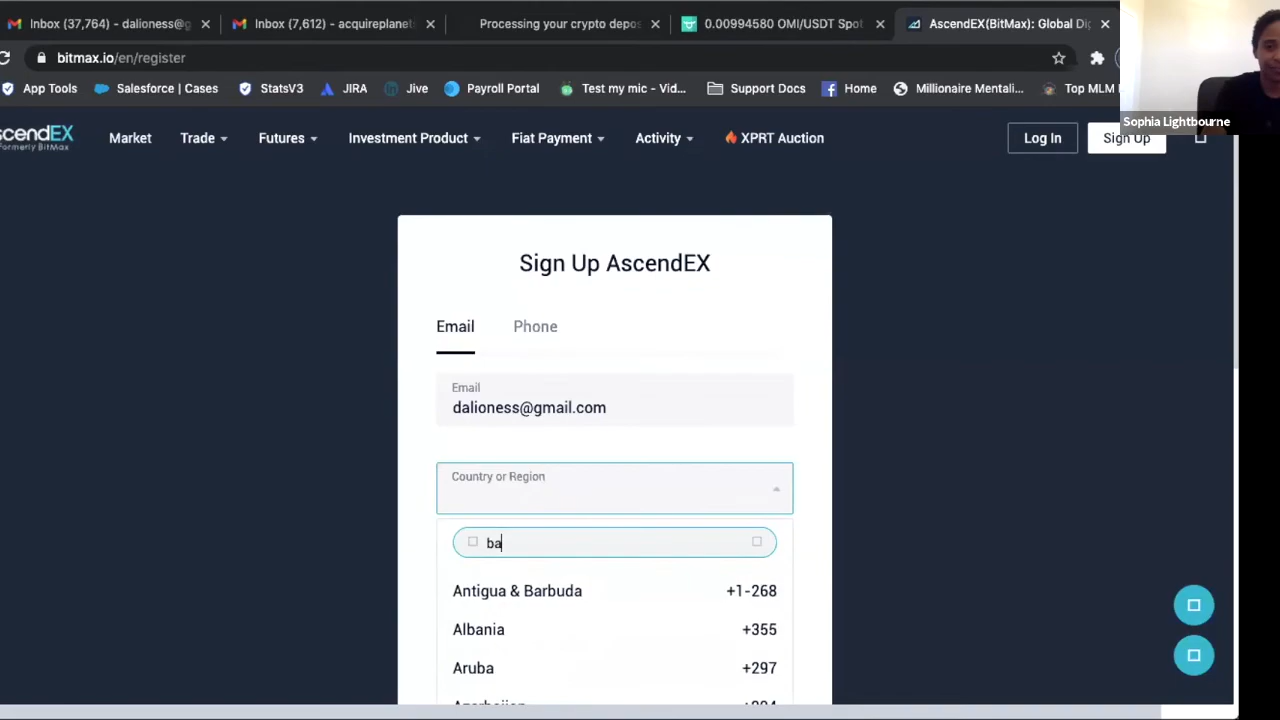 Inbox (37,764) - dalioness@g
Inbox (7,612) - acquireplanet
Processing your crypto depos
0.00994580 OMI/USDT Spot
AscendEX(BitMax): Global Di
bitmax.io/en/register
App Tools
Salesforce | Cases
StatsV3
JIRA
Jive
Payroll Portal
Test my mic - Vid...
Support Docs
Home
Millionaire Mentali...
Top MLM
Sophia Lightbourne
scendEX
Formerly BitMax
Market
Trade
Futures
Investment Product
Fiat Payment
Activity
XPRT Auction
Log In
Sign Up
Sign Up AscendEX
Email
Phone
Email
dalioness@gmail.com
Country or Region
ba
Antigua & Barbuda +1-268
Albania +355
Aruba +297